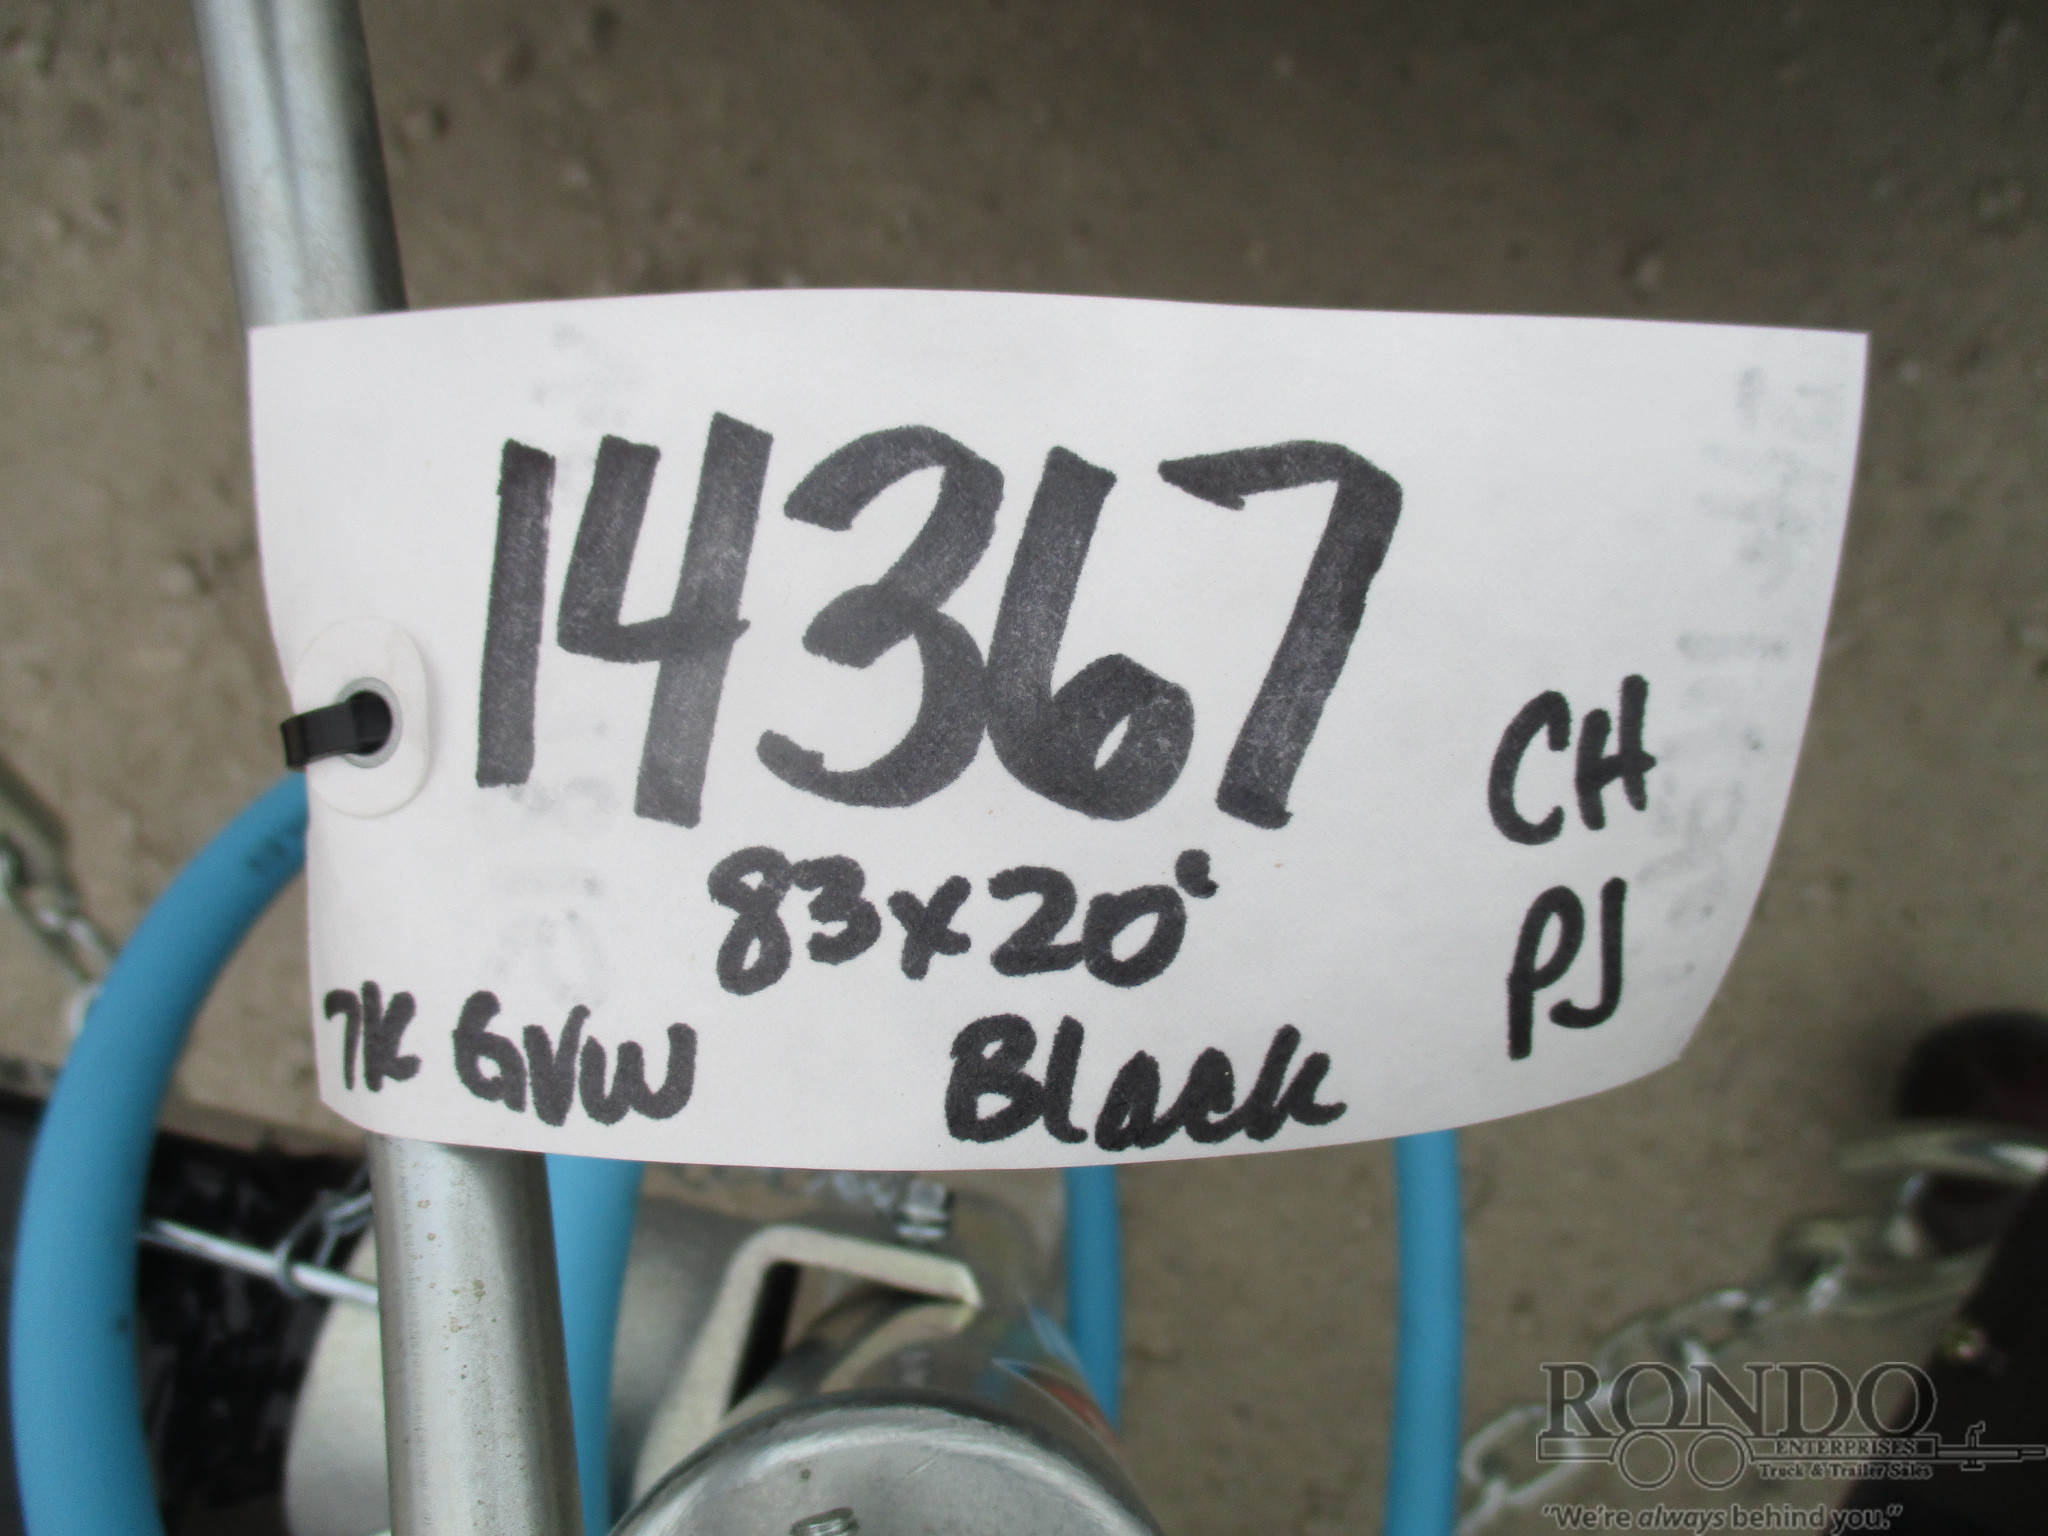 14367
CH
83x20'
PJ
7K GVW Black
RONDO
ENTERPRISES
Truck & Trailer Sales
"We're always behind you."